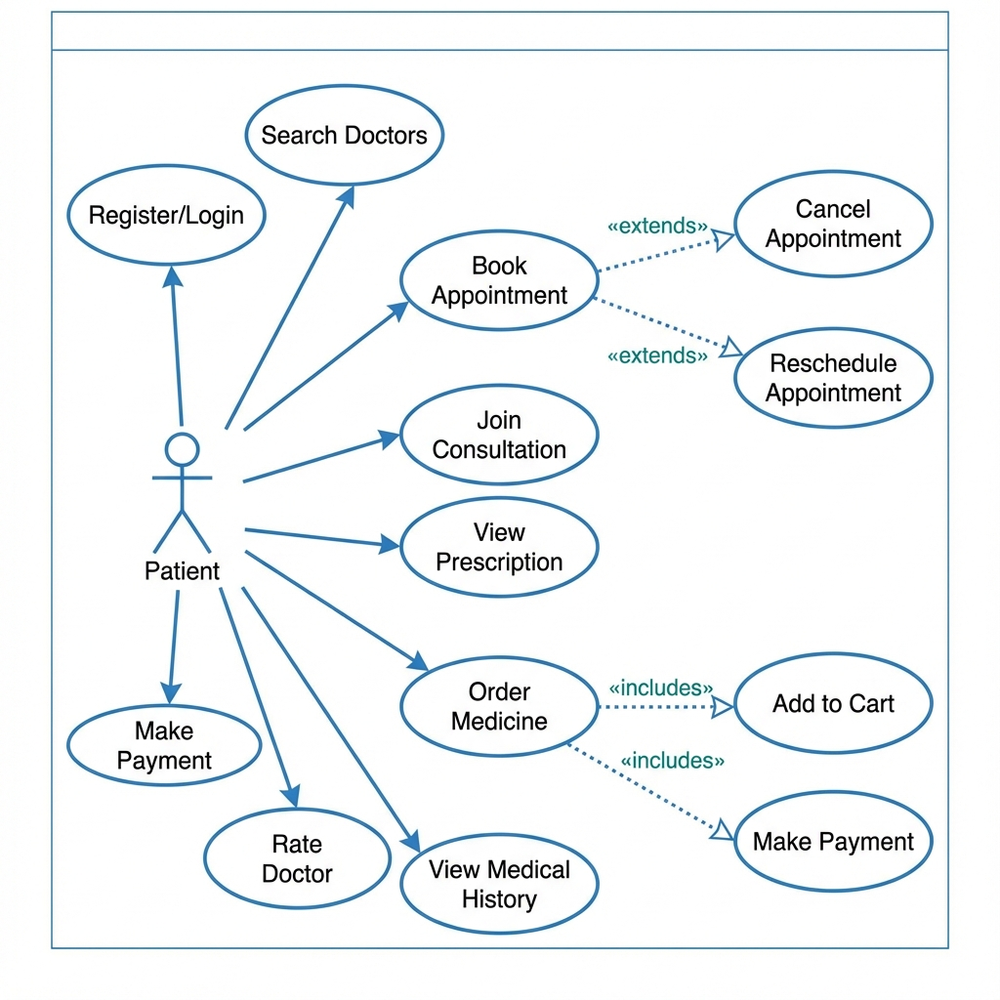 Search Doctors
Register/Login
Book
Appointment
«extends»
Cancel
Appointment
«extends»
Reschedule
Appointment
Join
Consultation
View
Prescription
Patient
Order
Medicine
«includes»
Add to Cart
«includes»
Make Payment
Make
Payment
Rate
Doctor
View Medical
History